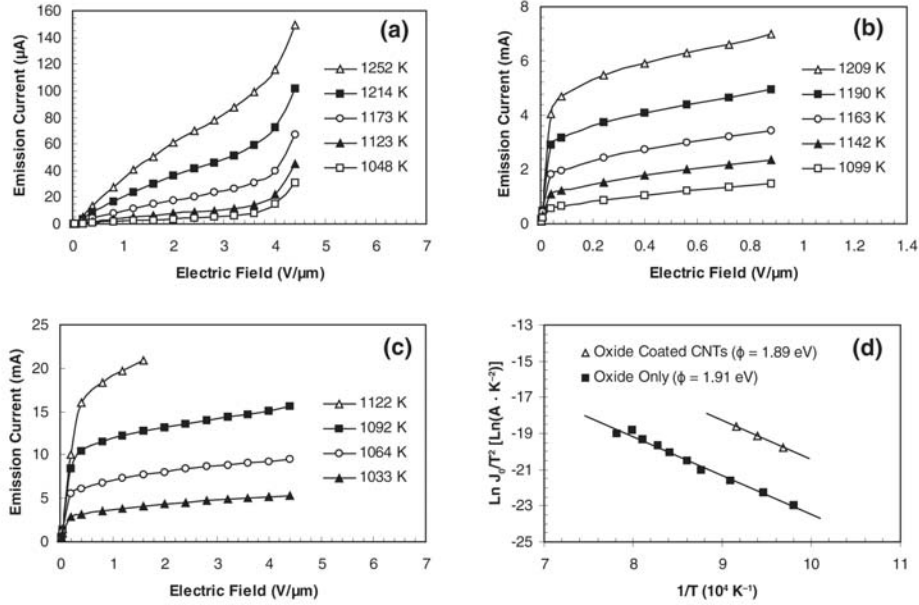 (a)
Emission Current (µA)
160
140
120
100
80
60
40
20
0
1252 K
1214 K
1173 K
1123 K
1048 K
0 1 2 3 4 5 6 7
Electric Field (V/µm)
(b)
Emission Current (mA)
8
6
4
2
0
1209 K
1190 K
1163 K
1142 K
1099 K
0 0.2 0.4 0.6 0.8 1 1.2 1.4
Electric Field (V/µm)
(c)
Emission Current (mA)
25
20
15
10
5
0
1122 K
1092 K
1064 K
1033 K
0 1 2 3 4 5 6 7
Electric Field (V/µm)
(d)
Ln J₀/T² [Ln(A · K⁻²)]
-13
-15
-17
-19
-21
-23
-25
Oxide Coated CNTs (ϕ = 1.89 eV)
Oxide Only (ϕ = 1.91 eV)
7 8 9 10 11
1/T (10⁴ K⁻¹)